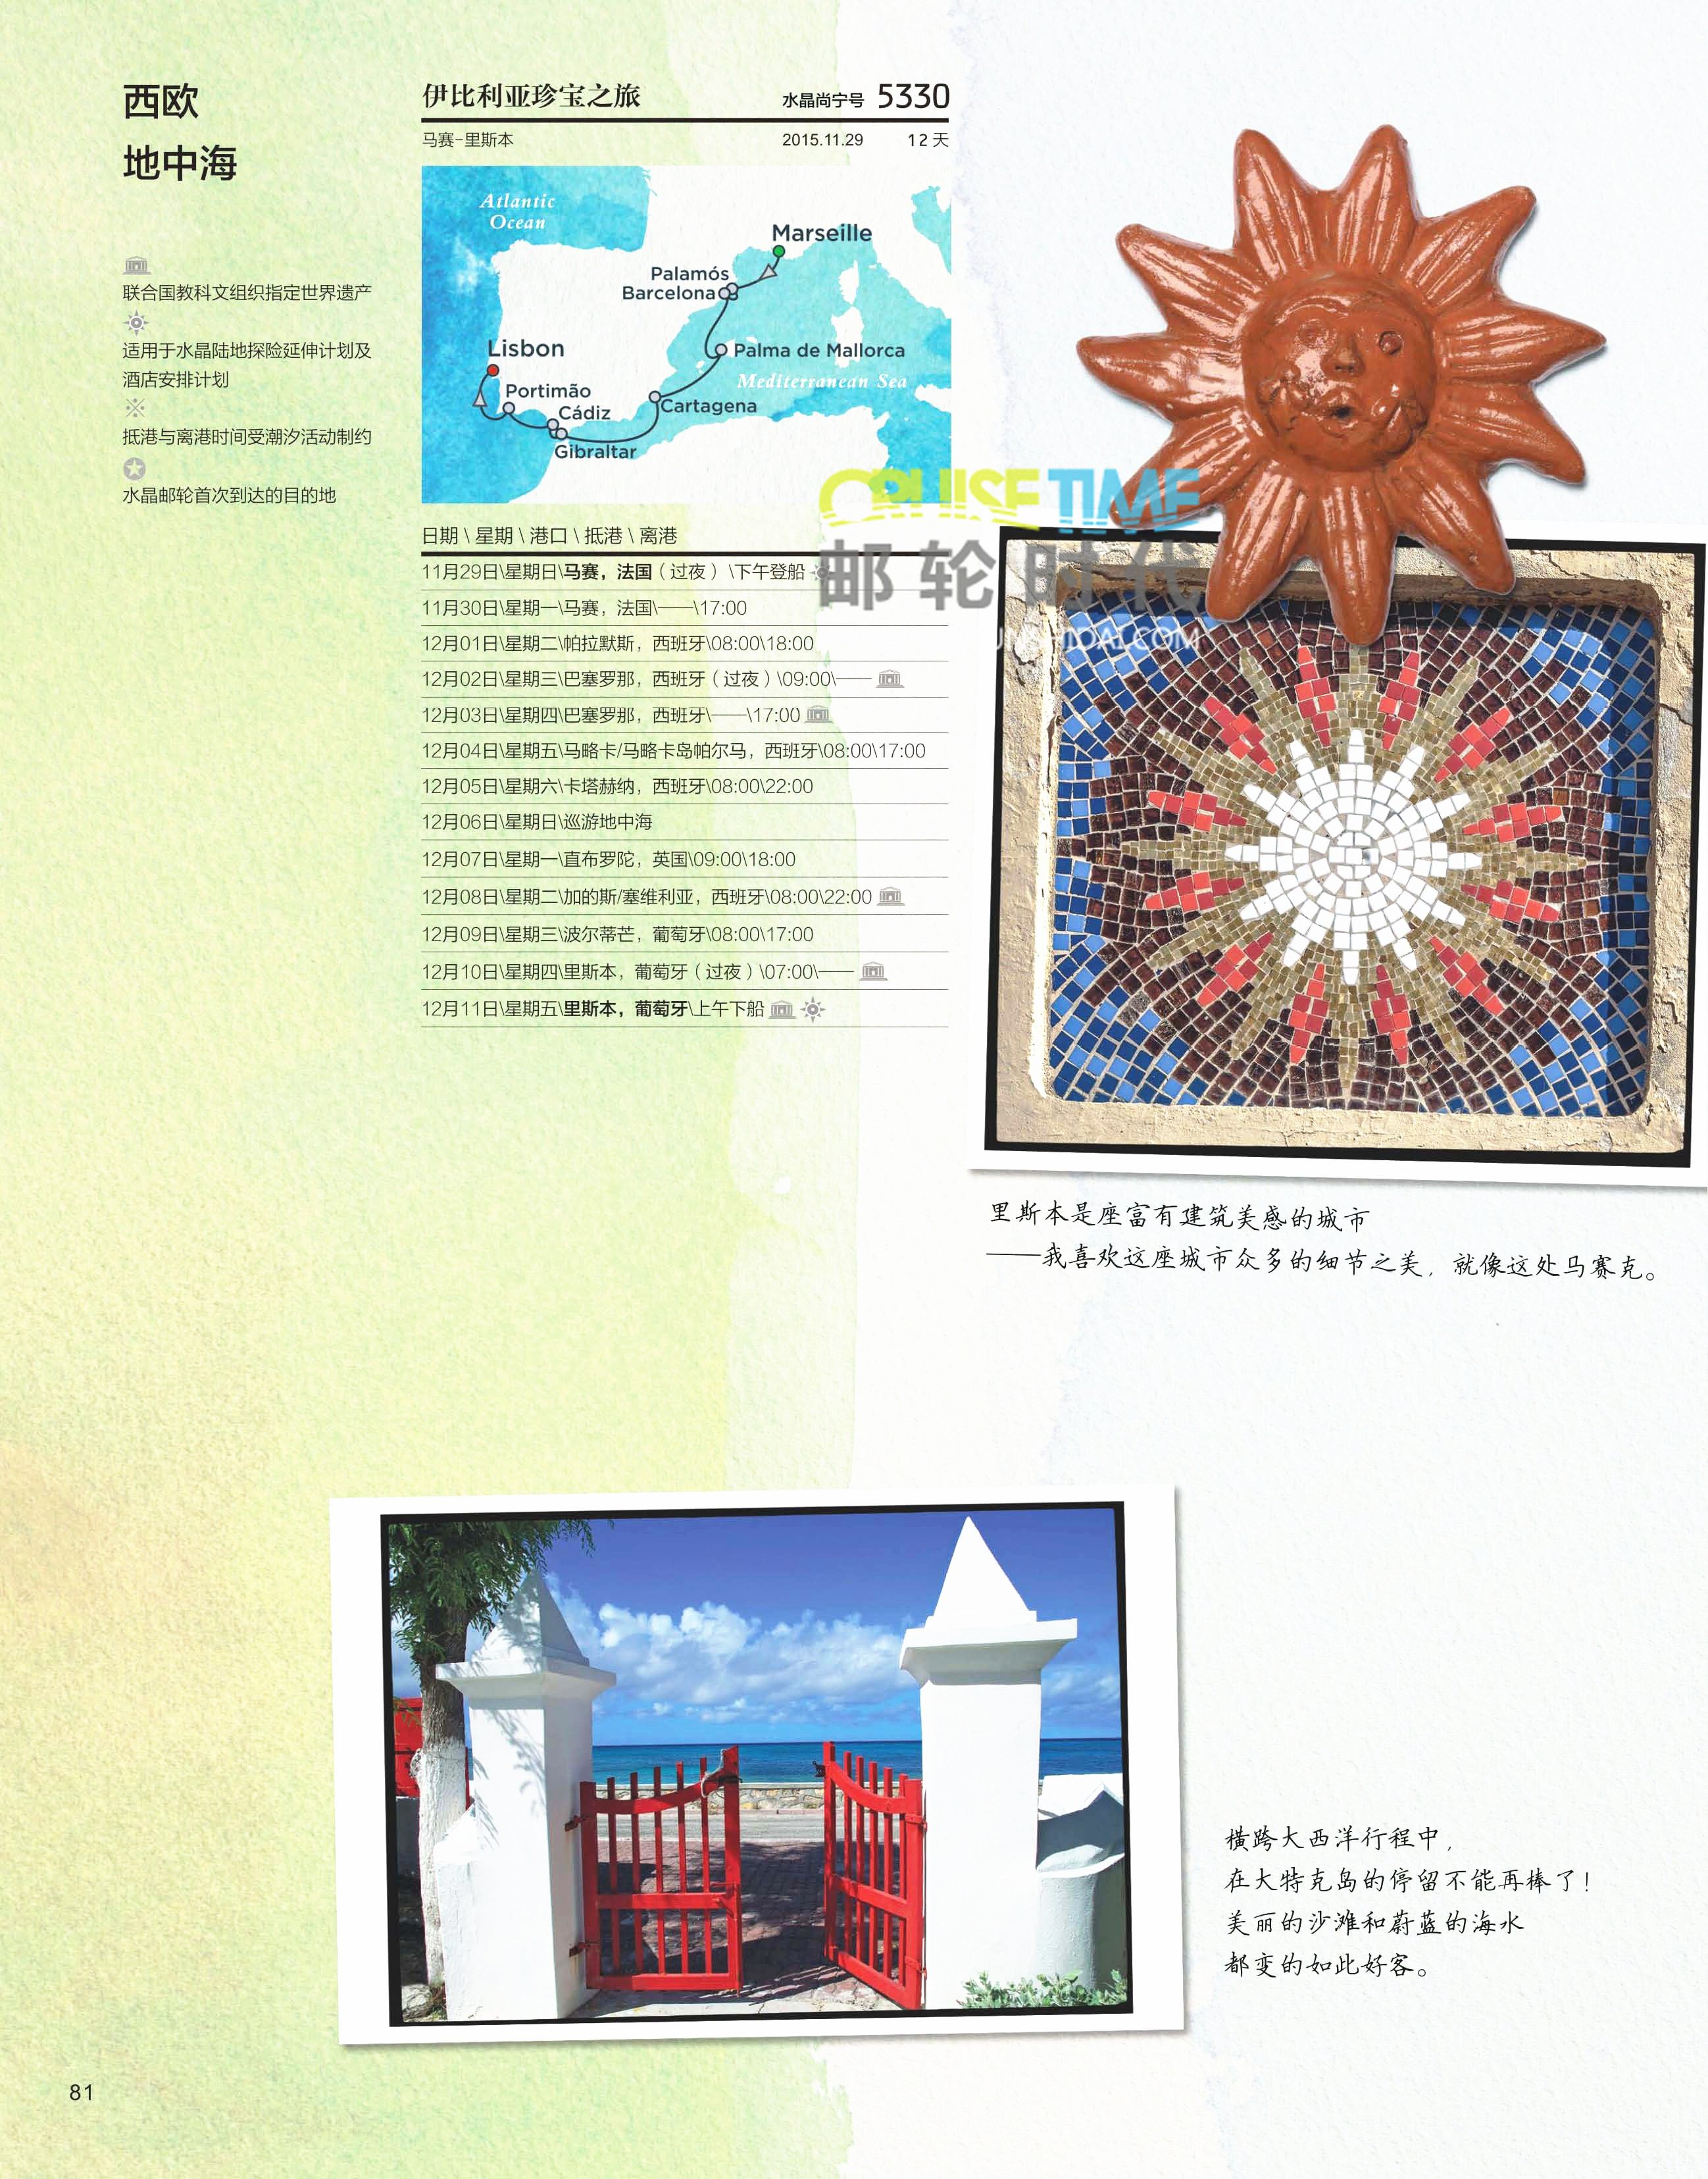 西欧
地中海
联合国教科文组织指定世界遗产
适用于水晶陆地探险延伸计划及
酒店安排计划
抵港与离港时间受潮汐活动制约
水晶邮轮首次到达的目的地
伊比利亚珍宝之旅 水晶尚宁号 5330
马赛-里斯本 2015.11.29 12 天
Atlantic
Ocean
Marseille
Palamós
Barcelona
Lisbon
Palma de Mallorca
Mediterranean Sea
Portimão
Cartagena
Cádiz
Gibraltar
CRUISE TIME
邮轮时代
日期 \ 星期 \ 港口 \ 抵港 \ 离港
11月29日\星期日\马赛，法国（过夜）\下午登船
11月30日\星期一\马赛，法国\——\17:00
12月01日\星期二\帕拉默斯，西班牙\08:00\18:00
12月02日\星期三\巴塞罗那，西班牙（过夜）\09:00\——
12月03日\星期四\巴塞罗那，西班牙\——\17:00
12月04日\星期五\马略卡/马略卡岛帕尔马，西班牙\08:00\17:00
12月05日\星期六\卡塔赫纳，西班牙\08:00\22:00
12月06日\星期日\巡游地中海
12月07日\星期一\直布罗陀，英国\09:00\18:00
12月08日\星期二\加的斯/塞维利亚，西班牙\08:00\22:00
12月09日\星期三\波尔蒂芒，葡萄牙\08:00\17:00
12月10日\星期四\里斯本，葡萄牙（过夜）\07:00\——
12月11日\星期五\里斯本，葡萄牙\上午下船
里斯本是座富有建筑美感的城市
——我喜欢这座城市众多的细节之美，就像这处马赛克。
横跨大西洋行程中，
在大特克岛的停留不能再棒了！
美丽的沙滩和蔚蓝的海水
都变的如此好客。
81